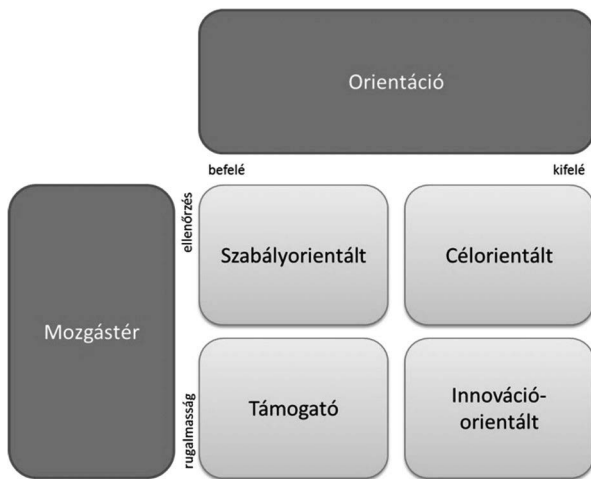 Orientáció
befelé
kifelé
Mozgástér
ellenőrzés
Szabályorientált
Célorientált
rugalmasság
Támogató
Innováció-
orientált